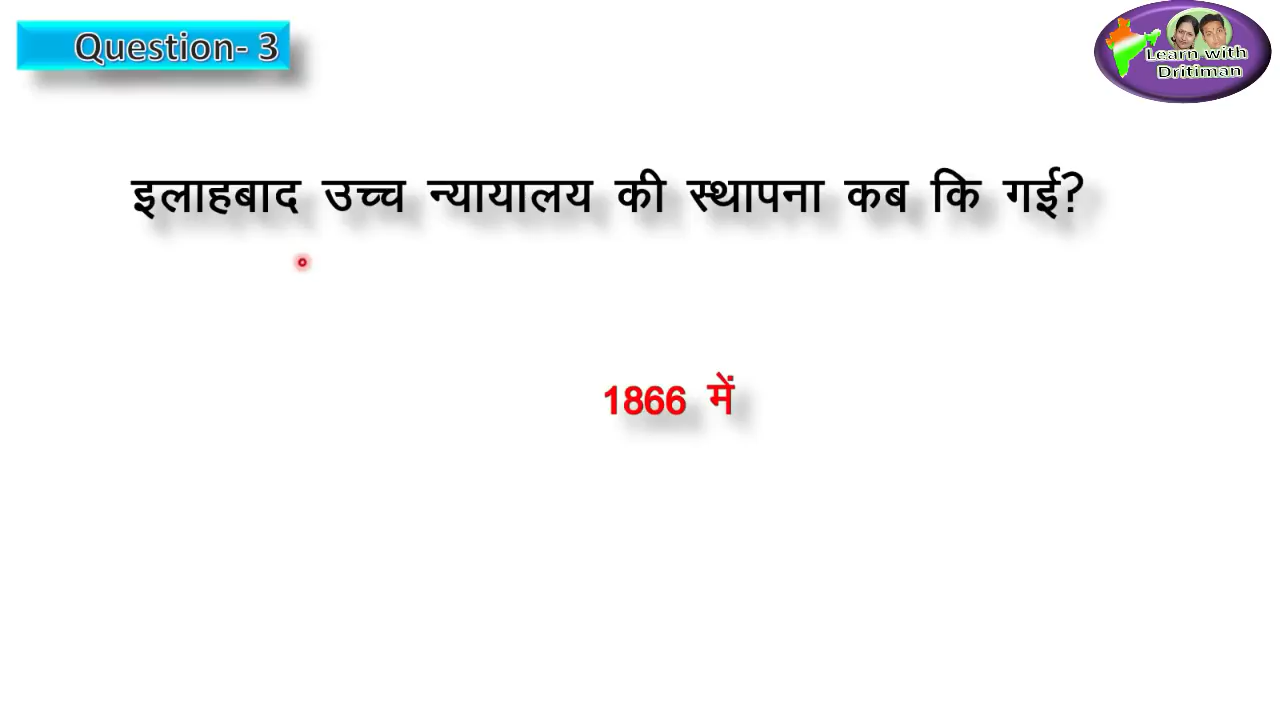 Question- 3
Learn with
Dritiman
इलाहबाद उच्च न्यायालय की स्थापना कब कि गई?
1866 में